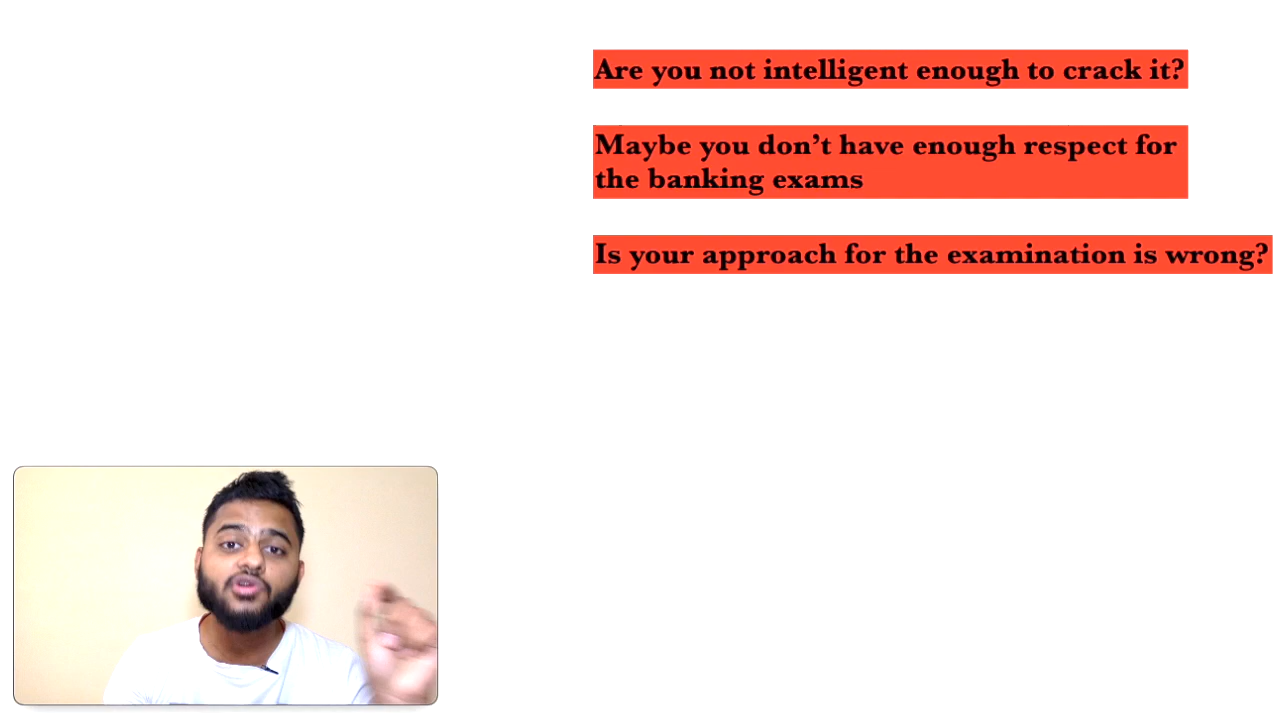 Are you not intelligent enough to crack it?
Maybe you don’t have enough respect for
the banking exams
Is your approach for the examination is wrong?